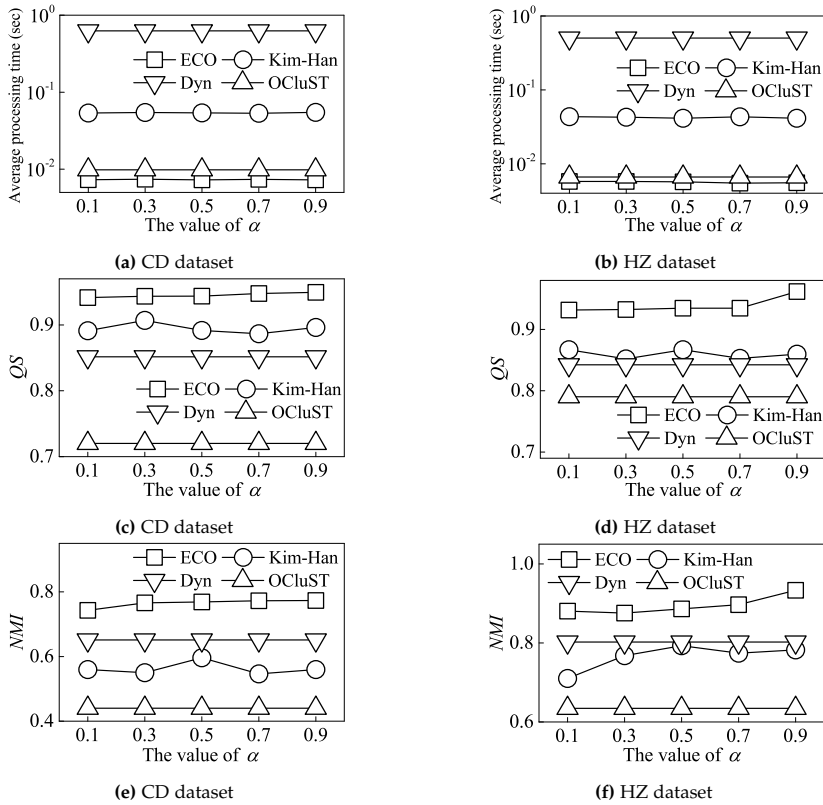 10^0
10^-1
10^-2
Average processing time (sec)
ECO Kim-Han
Dyn OCluST
0.1 0.3 0.5 0.7 0.9
The value of α
(a) CD dataset
10^0
10^-1
10^-2
Average processing time (sec)
ECO Kim-Han
Dyn OCluST
0.1 0.3 0.5 0.7 0.9
The value of α
(b) HZ dataset
0.9
0.8
0.7
QS
ECO Kim-Han
Dyn OCluST
0.1 0.3 0.5 0.7 0.9
The value of α
(c) CD dataset
0.9
0.8
0.7
QS
ECO Kim-Han
Dyn OCluST
0.1 0.3 0.5 0.7 0.9
The value of α
(d) HZ dataset
0.8
0.6
0.4
NMI
ECO Kim-Han
Dyn OCluST
0.1 0.3 0.5 0.7 0.9
The value of α
(e) CD dataset
1.0
0.8
0.6
NMI
ECO Kim-Han
Dyn OCluST
0.1 0.3 0.5 0.7 0.9
The value of α
(f) HZ dataset